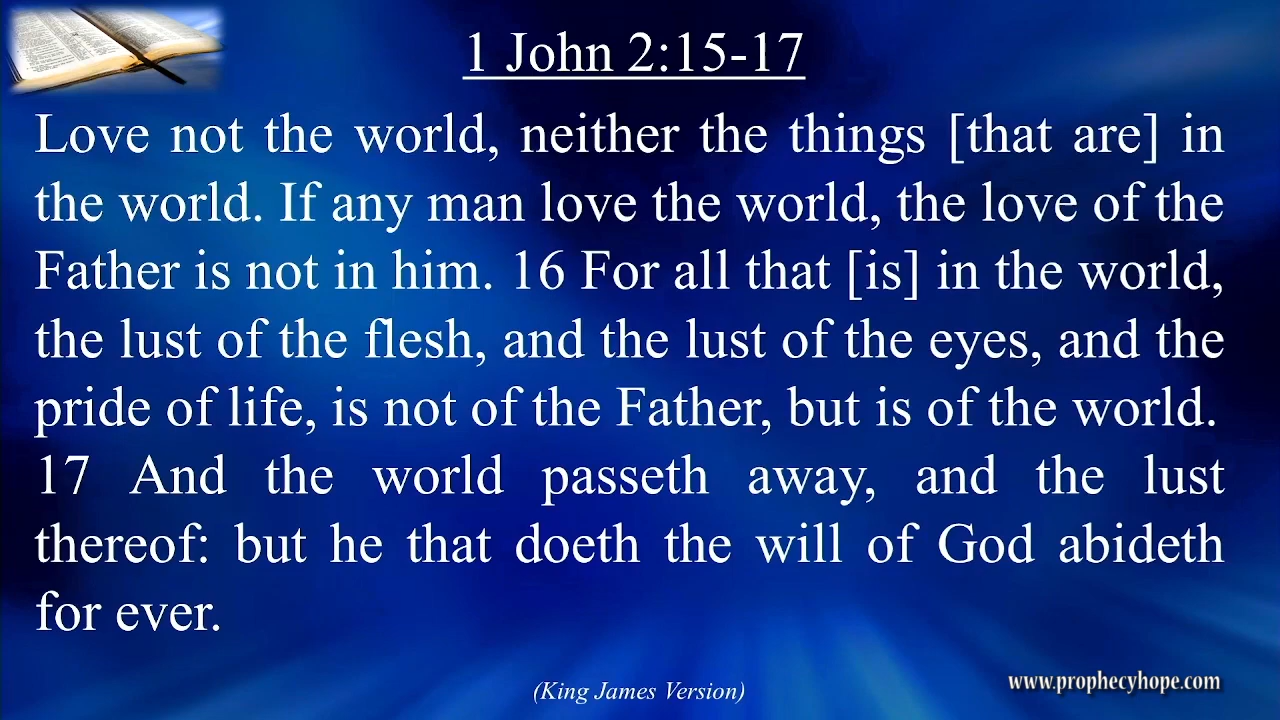 1 John 2:15-17
Love not the world, neither the things [that are] in
the world. If any man love the world, the love of the
Father is not in him. 16 For all that [is] in the world,
the lust of the flesh, and the lust of the eyes, and the
pride of life, is not of the Father, but is of the world.
17 And the world passeth away, and the lust
thereof: but he that doeth the will of God abideth
for ever.
(King James Version)
www.prophecyhope.com